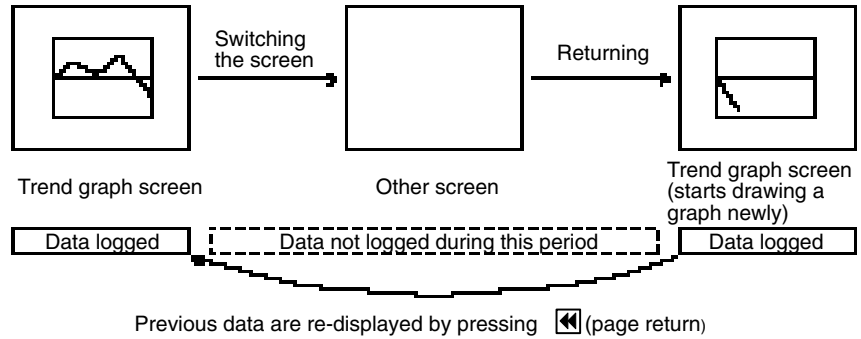 Switching
the screen
Returning
Trend graph screen
Other screen
Trend graph screen
(starts drawing a
graph newly)
Data logged
Data not logged during this period
Data logged
Previous data are re-displayed by pressing (page return)